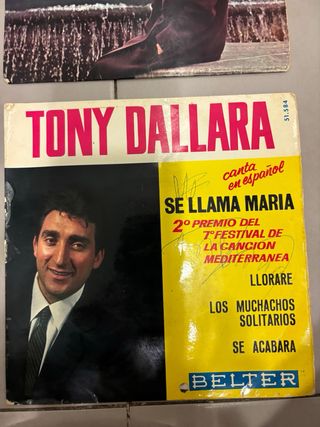 TONY DALLARA
51.584
canta
en español
SE LLAMA MARIA
2º PREMIO DEL
7º FESTIVAL DE
LA CANCION
MEDITERRANEA
LLORARE
LOS MUCHACHOS
SOLITARIOS
SE ACABARA
BELTER